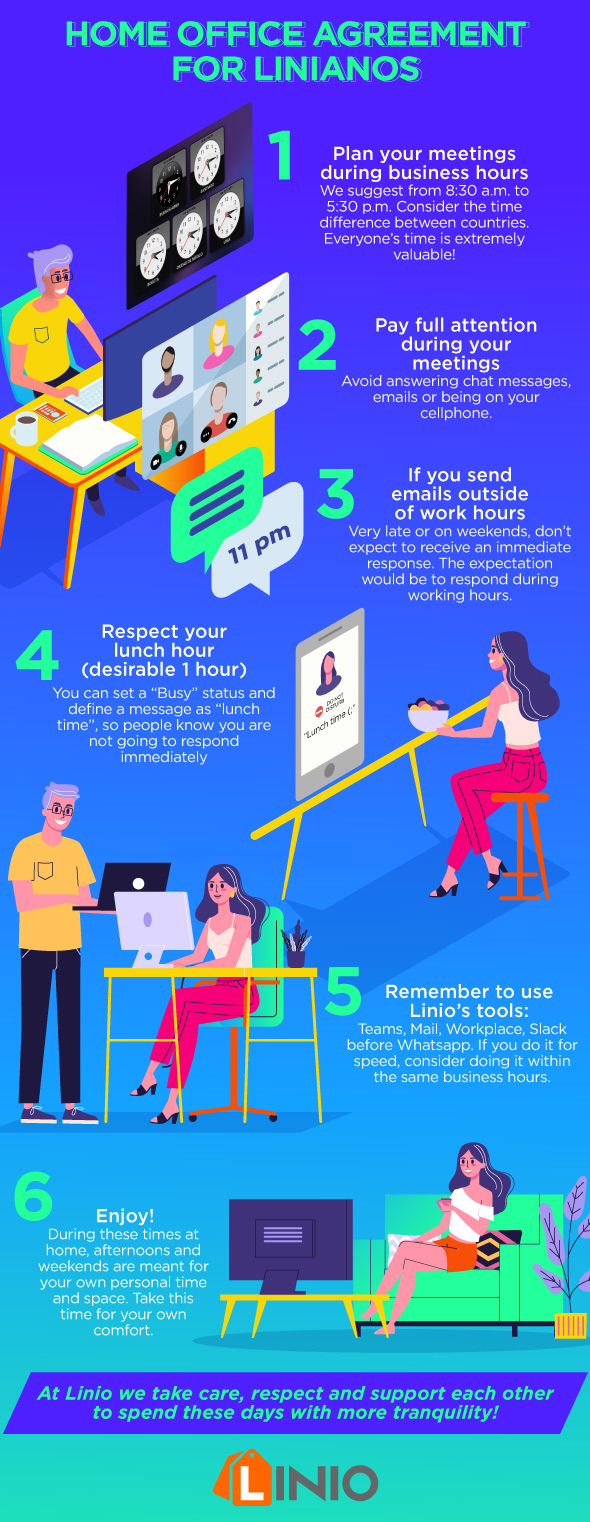 HOME OFFICE AGREEMENT
FOR LINIANOS
1
Plan your meetings
during business hours
We suggest from 8:30 a.m. to
5:30 p.m. Consider the time
difference between countries.
Everyone's time is extremely
valuable!
2
Pay full attention
during your
meetings
Avoid answering chat messages,
emails or being on your
cellphone.
3
If you send
emails outside
of work hours
Very late or on weekends, don't
expect to receive an immediate
response. The expectation
would be to respond during
working hours.
11 pm
4
Respect your
lunch hour
(desirable 1 hour)
You can set a “Busy” status and
define a message as “lunch
time”, so people know you are
not going to respond
immediately
DO NOT
DISTURB
"Lunch time (:"
5
Remember to use
Linio's tools:
Teams, Mail, Workplace, Slack
before Whatsapp. If you do it for
speed, consider doing it within
the same business hours.
6
Enjoy!
During these times at
home, afternoons and
weekends are meant for
your own personal time
and space. Take this
time for your own
comfort.
At Linio we take care, respect and support each other
to spend these days with more tranquility!
LINIO